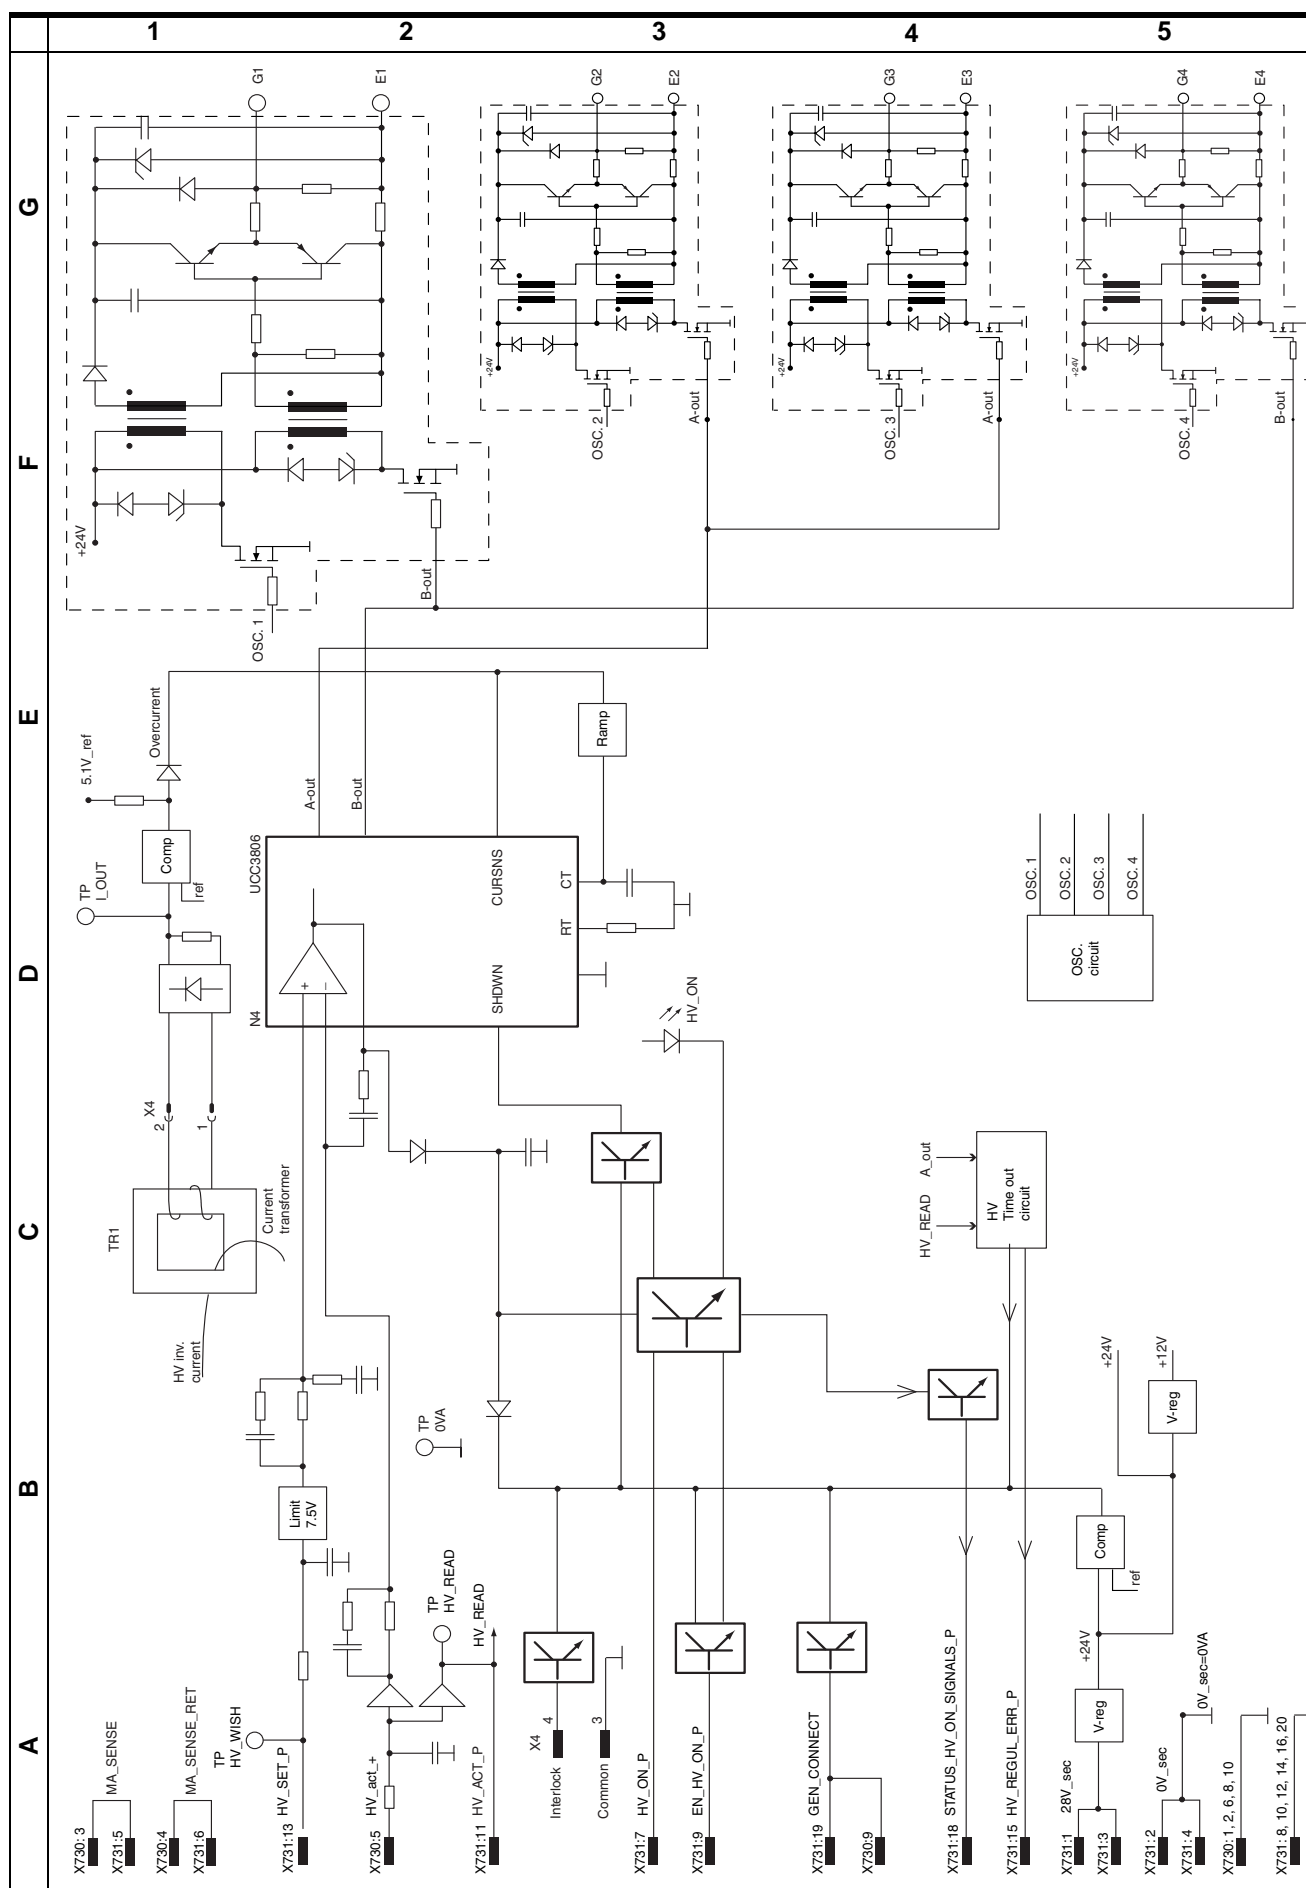 1 2 3 4 5
G
F
E
D
C
B
A
G1
E1
G2
E2
G3
E3
G4
E4
+24V
OSC. 1
B-out
+24V
OSC. 2
A-out
+24V
OSC. 3
A-out
+24V
OSC. 4
B-out
5.1V_ref
Overcurrent
Comp
ref
TP
I_OUT
A-out
B-out
Ramp
UCC3806
N4
+
–
CURSNS
SHDWN
CT
RT
HV_ON
OSC. 1
OSC. 2
OSC. 3
OSC. 4
OSC.
circuit
X4
2
1
TR1
Current
transformer
HV inv.
current
HV_READ
A_out
HV
Time out
circuit
TP
0VA
Limit
7.5V
+24V
+12V
V-reg
Comp
ref
TP
HV_READ
HV_READ
TP
HV_WISH
X4
4
3
Interlock
Common
+24V
V-reg
0V_sec=0VA
X730: 3
X731:5
MA_SENSE
X730:4
X731:6
MA_SENSE_RET
X731:13 HV_SET_P
X730:5 HV_act_+
X731:11 HV_ACT_P
X731:7 HV_ON_P
X731:9 EN_HV_ON_P
X731:19 GEN_CONNECT
X730:9
X731:18 STATUS_HV_ON_SIGNALS_P
X731:15 HV_REGUL_ERR_P
X731:1 28V_sec
X731:3
X731:2 0V_sec
X731:4
X730: 1, 2, 6, 8, 10
X731: 8, 10, 12, 14, 16, 20